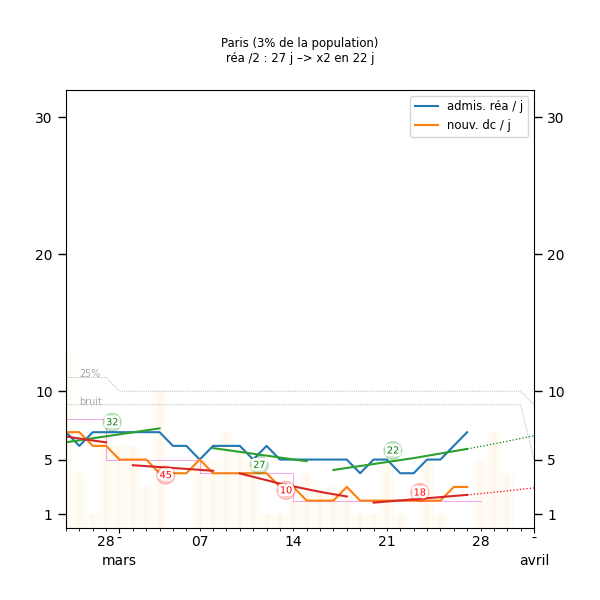 Paris (3% de la population)
réa /2 : 27 j –> x2 en 22 j
admis. réa / j
nouv. dc / j
30 30
20 20
25%
10 10
bruit
32
22
27
5 5
45
10
18
1 1
28 - 07 14 21 28 -
mars avril